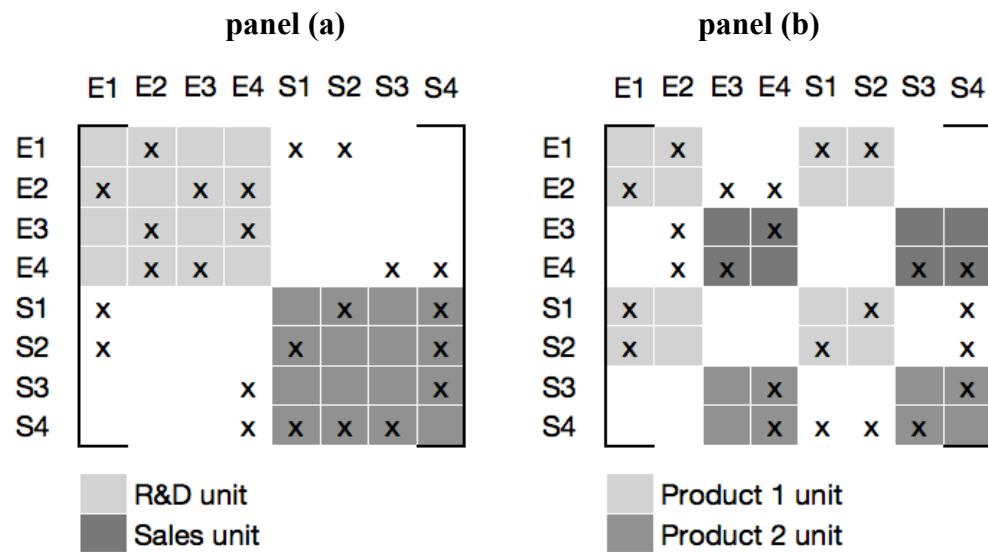 panel (a) panel (b)
E1 E2 E3 E4 S1 S2 S3 S4 E1 E2 E3 E4 S1 S2 S3 S4
E1 x x x E1 x x x
E2 x x x E2 x x x
E3 x x E3 x x
E4 x x x x E4 x x x x
S1 x x x S1 x x x
S2 x x x S2 x x x
S3 x x S3 x x
S4 x x x x S4 x x x x
R&D unit Product 1 unit
Sales unit Product 2 unit